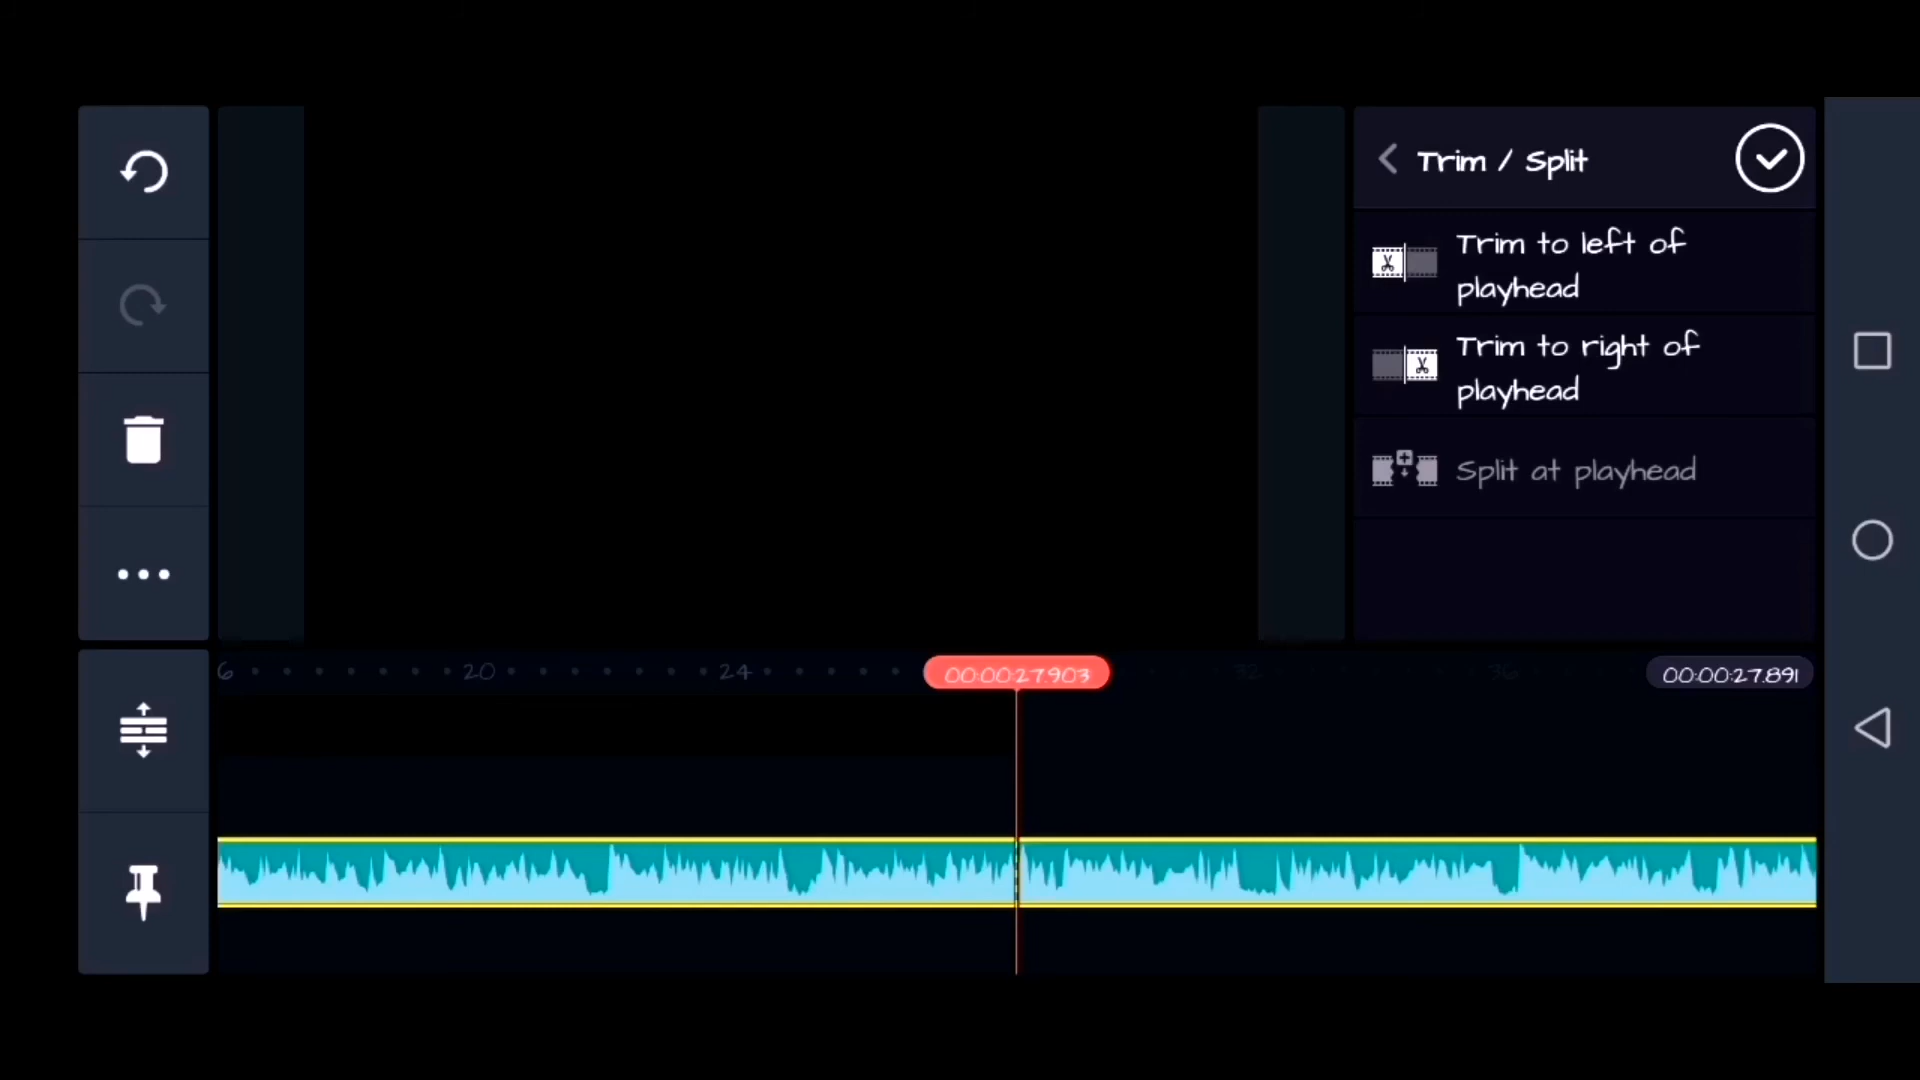 Trim / Split
Trim to left of
playhead
Trim to right of
playhead
Split at playhead
6
20
24
00:00:27.903
32
36
00:00:27.891